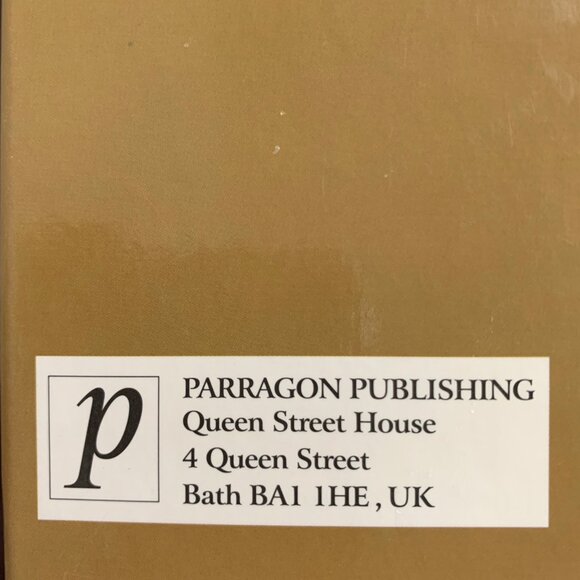 p
PARRAGON PUBLISHING
Queen Street House
4 Queen Street
Bath BA1 1HE , UK